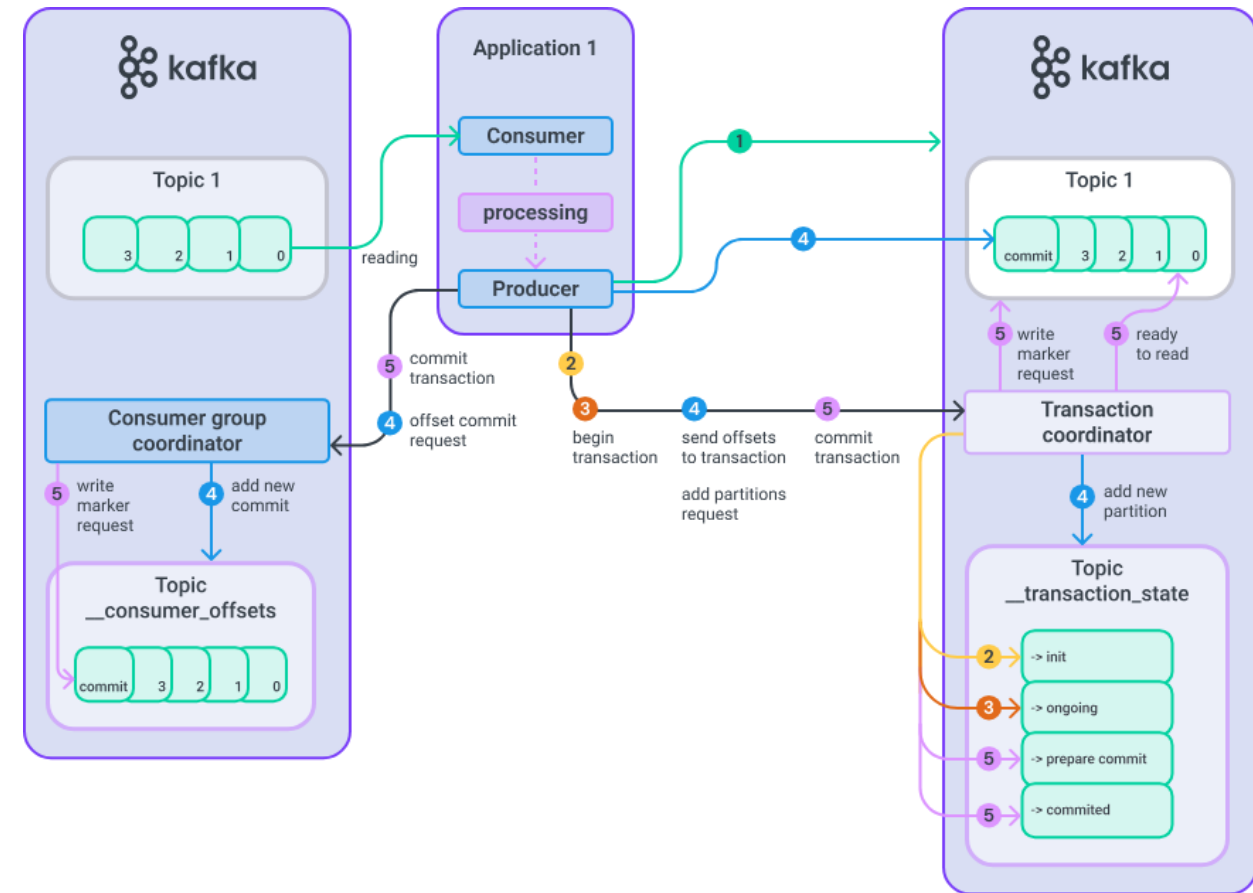 kafka
Topic 1
3 2 1 0
reading
Consumer group
coordinator
5
write
marker
request
4
add new
commit
Topic
__consumer_offsets
commit 3 2 1 0
Application 1
Consumer
processing
Producer
5
commit
transaction
4
offset commit
request
1
4
2
3
begin
transaction
4
send offsets
to transaction
add partitions
request
5
commit
transaction
kafka
Topic 1
commit 3 2 1 0
5
write
marker
request
5
ready
to read
Transaction
coordinator
4
add new
partition
Topic
__transaction_state
2 -> init
3 -> ongoing
5 -> prepare commit
5 -> commited